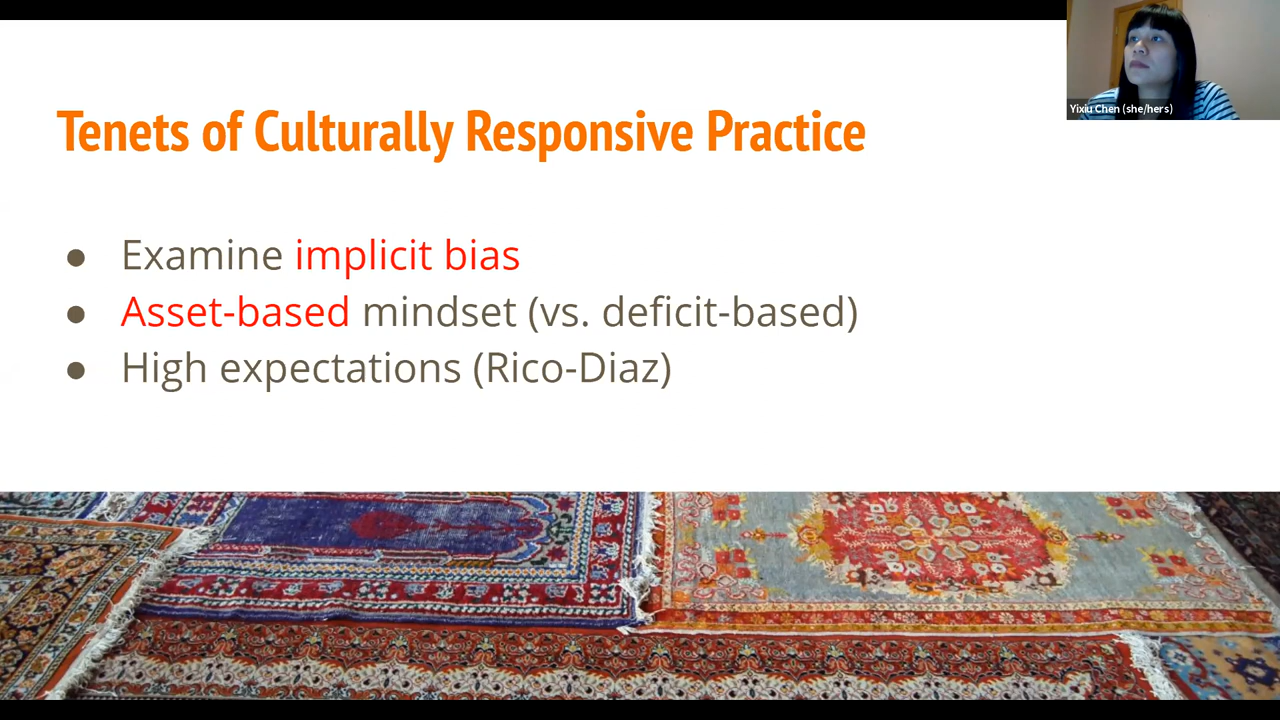 Yixiu Chen (she/hers)
Tenets of Culturally Responsive Practice
● Examine implicit bias
● Asset-based mindset (vs. deficit-based)
● High expectations (Rico-Diaz)